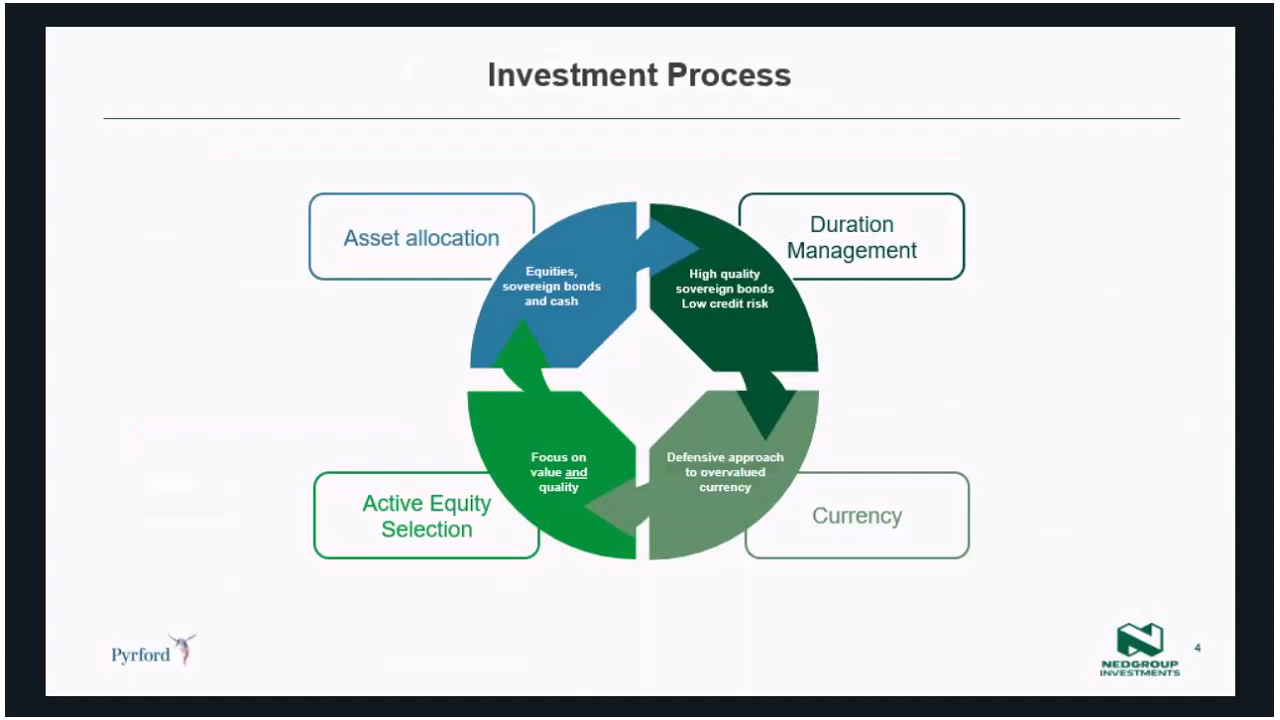 Investment Process
Asset allocation
Equities,
sovereign bonds
and cash
High quality
sovereign bonds
Low credit risk
Duration
Management
Active Equity
Selection
Focus on
value and
quality
Defensive approach
to overvalued
currency
Currency
Pyrford
NEDGROUP
INVESTMENTS
4